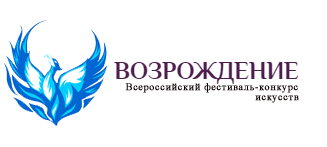 ВОЗРОЖДЕНИЕ
Всероссийский фестиваль-конкурс
искусств